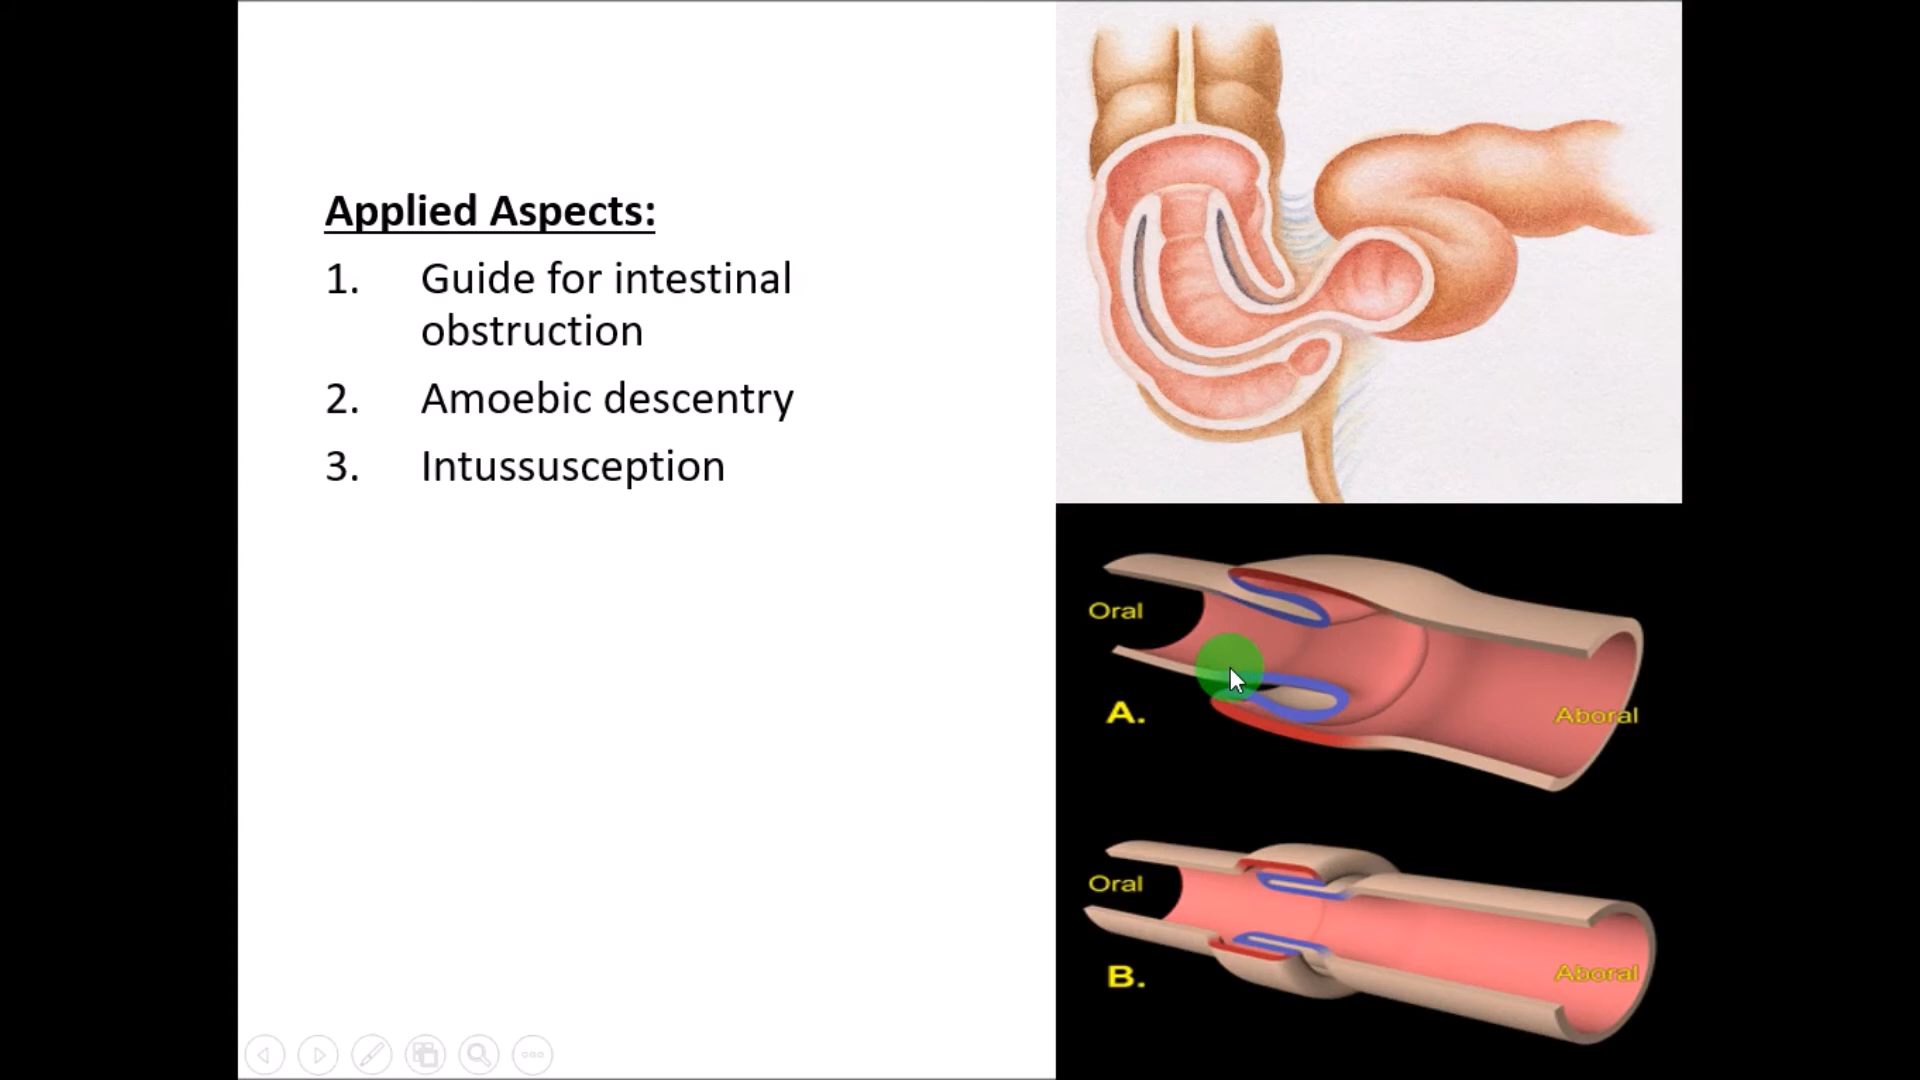 Applied Aspects:
1. Guide for intestinal
obstruction
2. Amoebic descentry
3. Intussusception
Oral
A.
Aboral
Oral
B.
Aboral